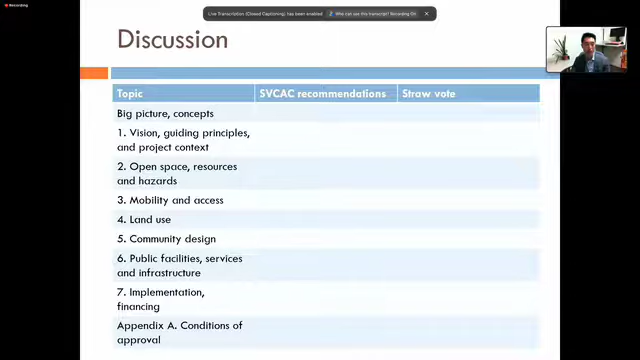 Recording
Live Transcription (Closed Captioning) has been enabled
Who can see this transcript? Recording On
Discussion
Topic SVCAC recommendations Straw vote
Big picture, concepts
1. Vision, guiding principles,
and project context
2. Open space, resources
and hazards
3. Mobility and access
4. Land use
5. Community design
6. Public facilities, services
and infrastructure
7. Implementation,
financing
Appendix A. Conditions of
approval